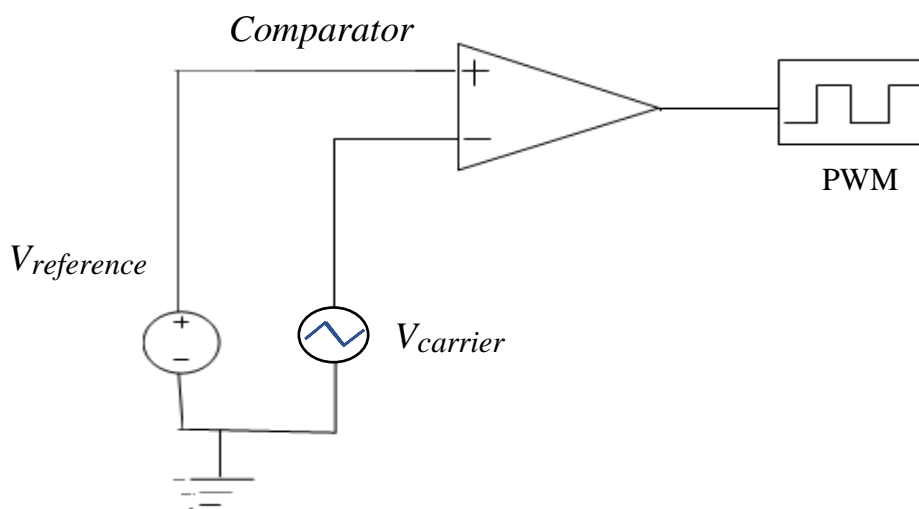 Comparator
+
−
PWM
Vreference
+
−
Vcarrier